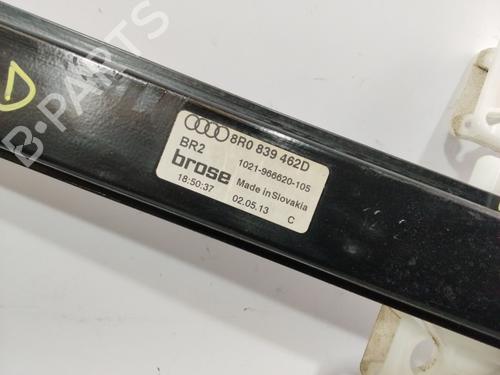 8R0 839 462D
BR2
1021-966620-105
brose
Made in Slovakia
18:50:37
02.05.13
C
D
B-Parts